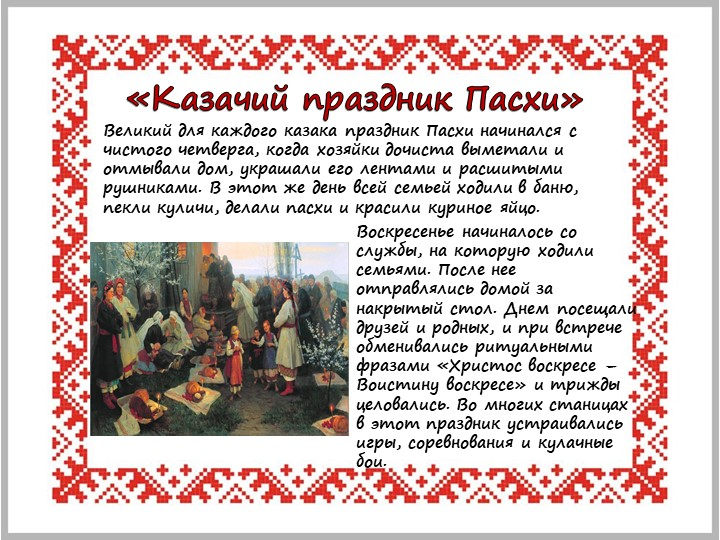 «Казачий праздник Пасхи»
Великий для каждого казака праздник Пасхи начинался с
чистого четверга, когда хозяйки дочиста выметали и
отмывали дом, украшали его лентами и расшитыми
рушниками. В этот же день всей семьей ходили в баню,
пекли куличи, делали пасхи и красили куриное яйцо.
Воскресенье начиналось со
службы, на которую ходили
семьями. После нее
отправлялись домой за
накрытый стол. Днем посещали
друзей и родных, и при встрече
обменивались ритуальными
фразами «Христос воскресе –
Воистину воскресе» и трижды
целовались. Во многих станицах
в этот праздник устраивались
игры, соревнования и кулачные
бои.